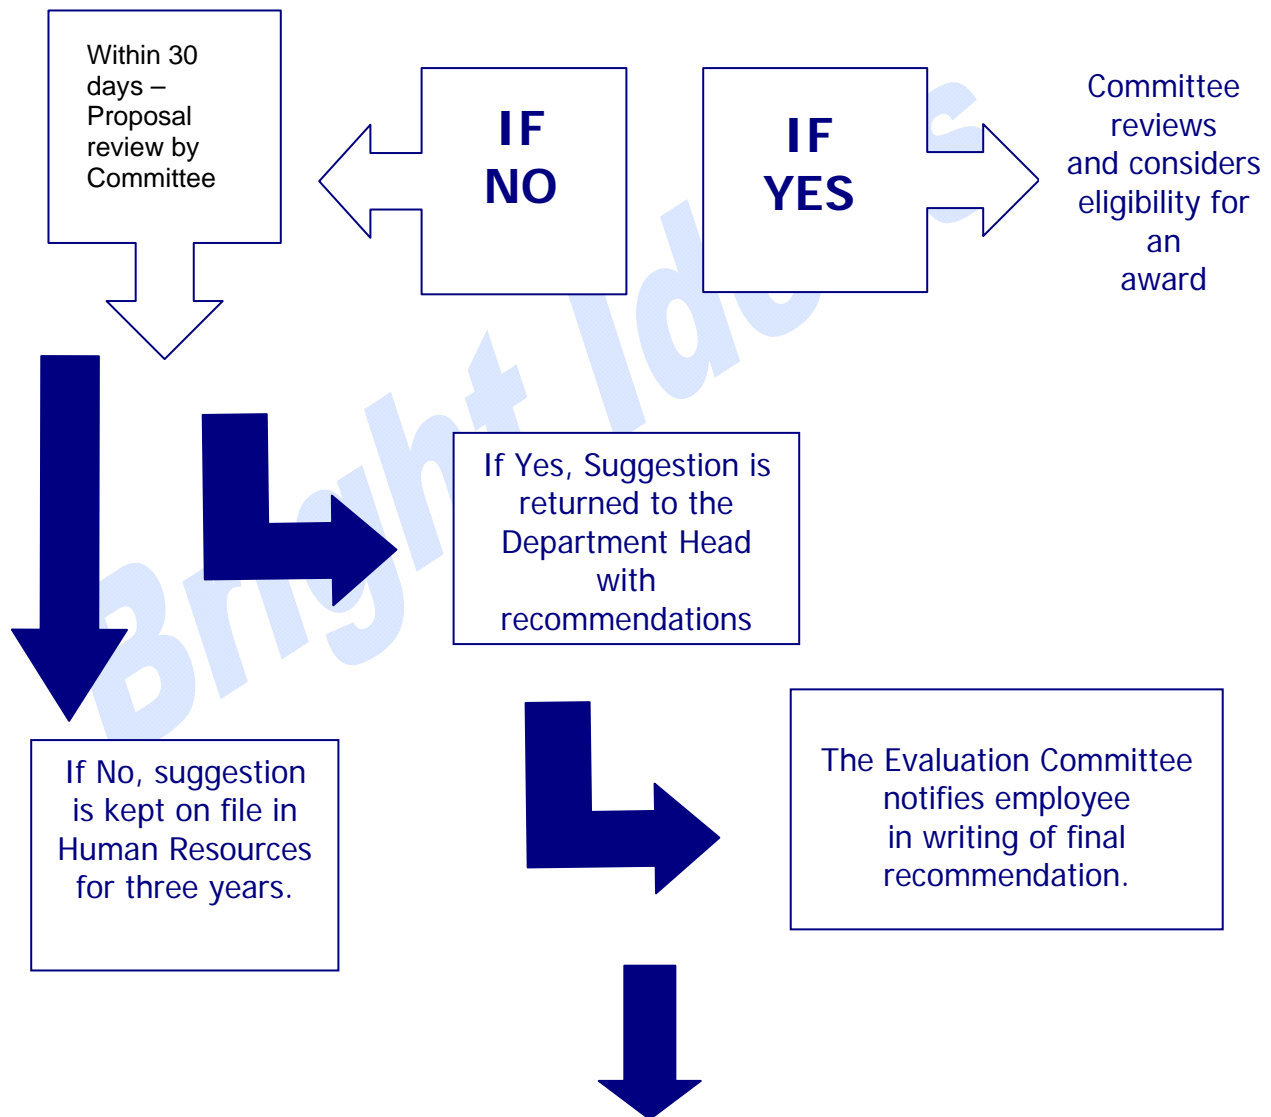 Within 30
days –
Proposal
review by
Committee
IF
NO
IF
YES
Committee
reviews
and considers
eligibility for
an
award
If Yes, Suggestion is
returned to the
Department Head
with
recommendations
If No, suggestion
is kept on file in
Human Resources
for three years.
The Evaluation Committee
notifies employee
in writing of final
recommendation.
Bright Ideas